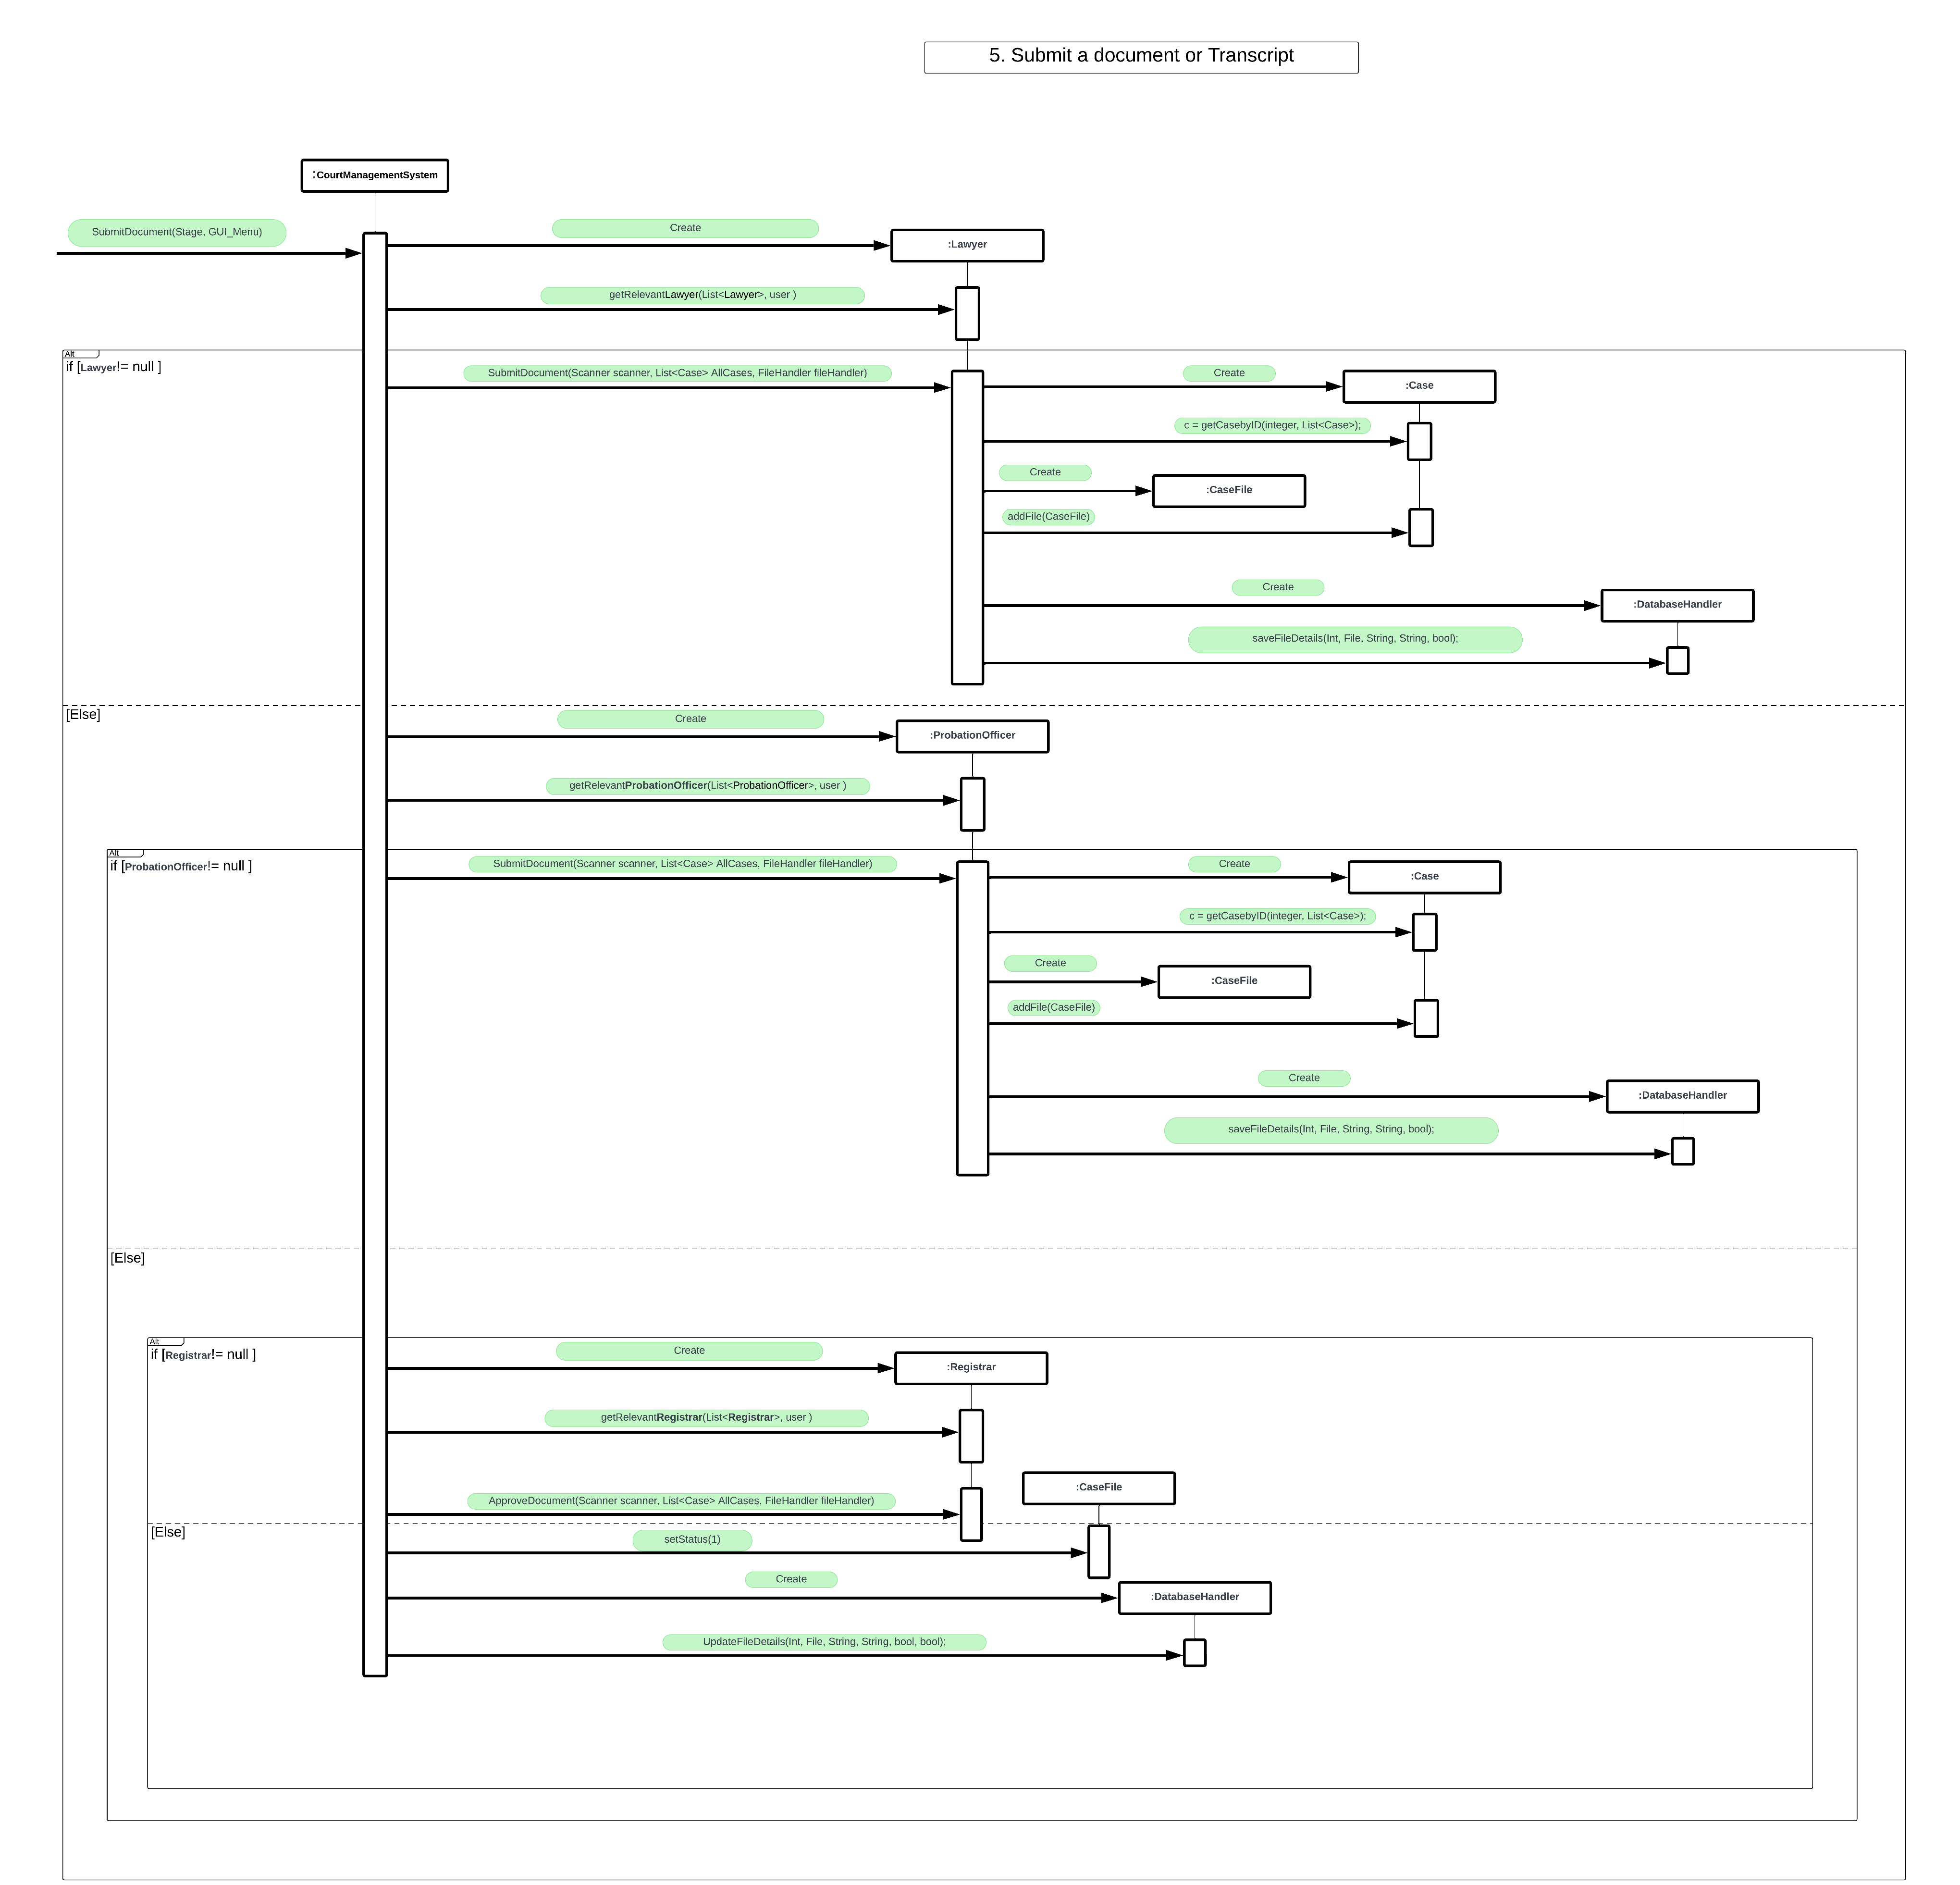 5. Submit a document or Transcript
:CourtManagementSystem
SubmitDocument(Stage, GUI_Menu)
Create
:Lawyer
getRelevantLawyer(List<Lawyer>, user )
Alt
if [Lawyer!= null ]
SubmitDocument(Scanner scanner, List<Case> AllCases, FileHandler fileHandler)
Create
:Case
c = getCasebyID(integer, List<Case>);
Create
:CaseFile
addFile(CaseFile)
Create
:DatabaseHandler
saveFileDetails(Int, File, String, String, bool);
[Else]
Create
:ProbationOfficer
getRelevantProbationOfficer(List<ProbationOfficer>, user )
Alt
if [ProbationOfficer!= null ]
SubmitDocument(Scanner scanner, List<Case> AllCases, FileHandler fileHandler)
Create
:Case
c = getCasebyID(integer, List<Case>);
Create
:CaseFile
addFile(CaseFile)
Create
:DatabaseHandler
saveFileDetails(Int, File, String, String, bool);
[Else]
Alt
if [Registrar!= null ]
Create
:Registrar
getRelevantRegistrar(List<Registrar>, user )
:CaseFile
ApproveDocument(Scanner scanner, List<Case> AllCases, FileHandler fileHandler)
[Else]
setStatus(1)
Create
:DatabaseHandler
UpdateFileDetails(Int, File, String, String, bool, bool);